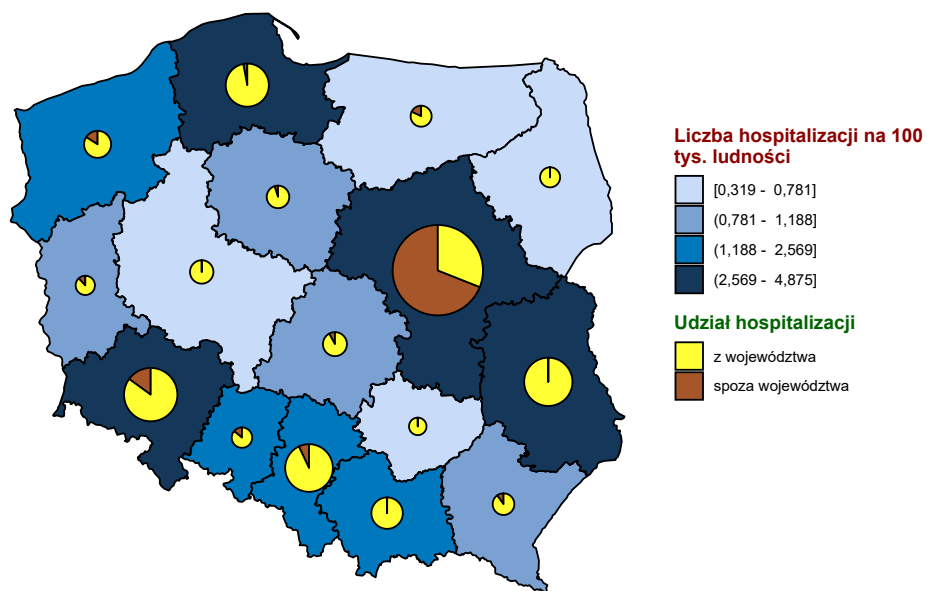 Liczba hospitalizacji na 100
tys. ludności
[0,319 - 0,781]
(0,781 - 1,188]
(1,188 - 2,569]
(2,569 - 4,875]
Udział hospitalizacji
z województwa
spoza województwa